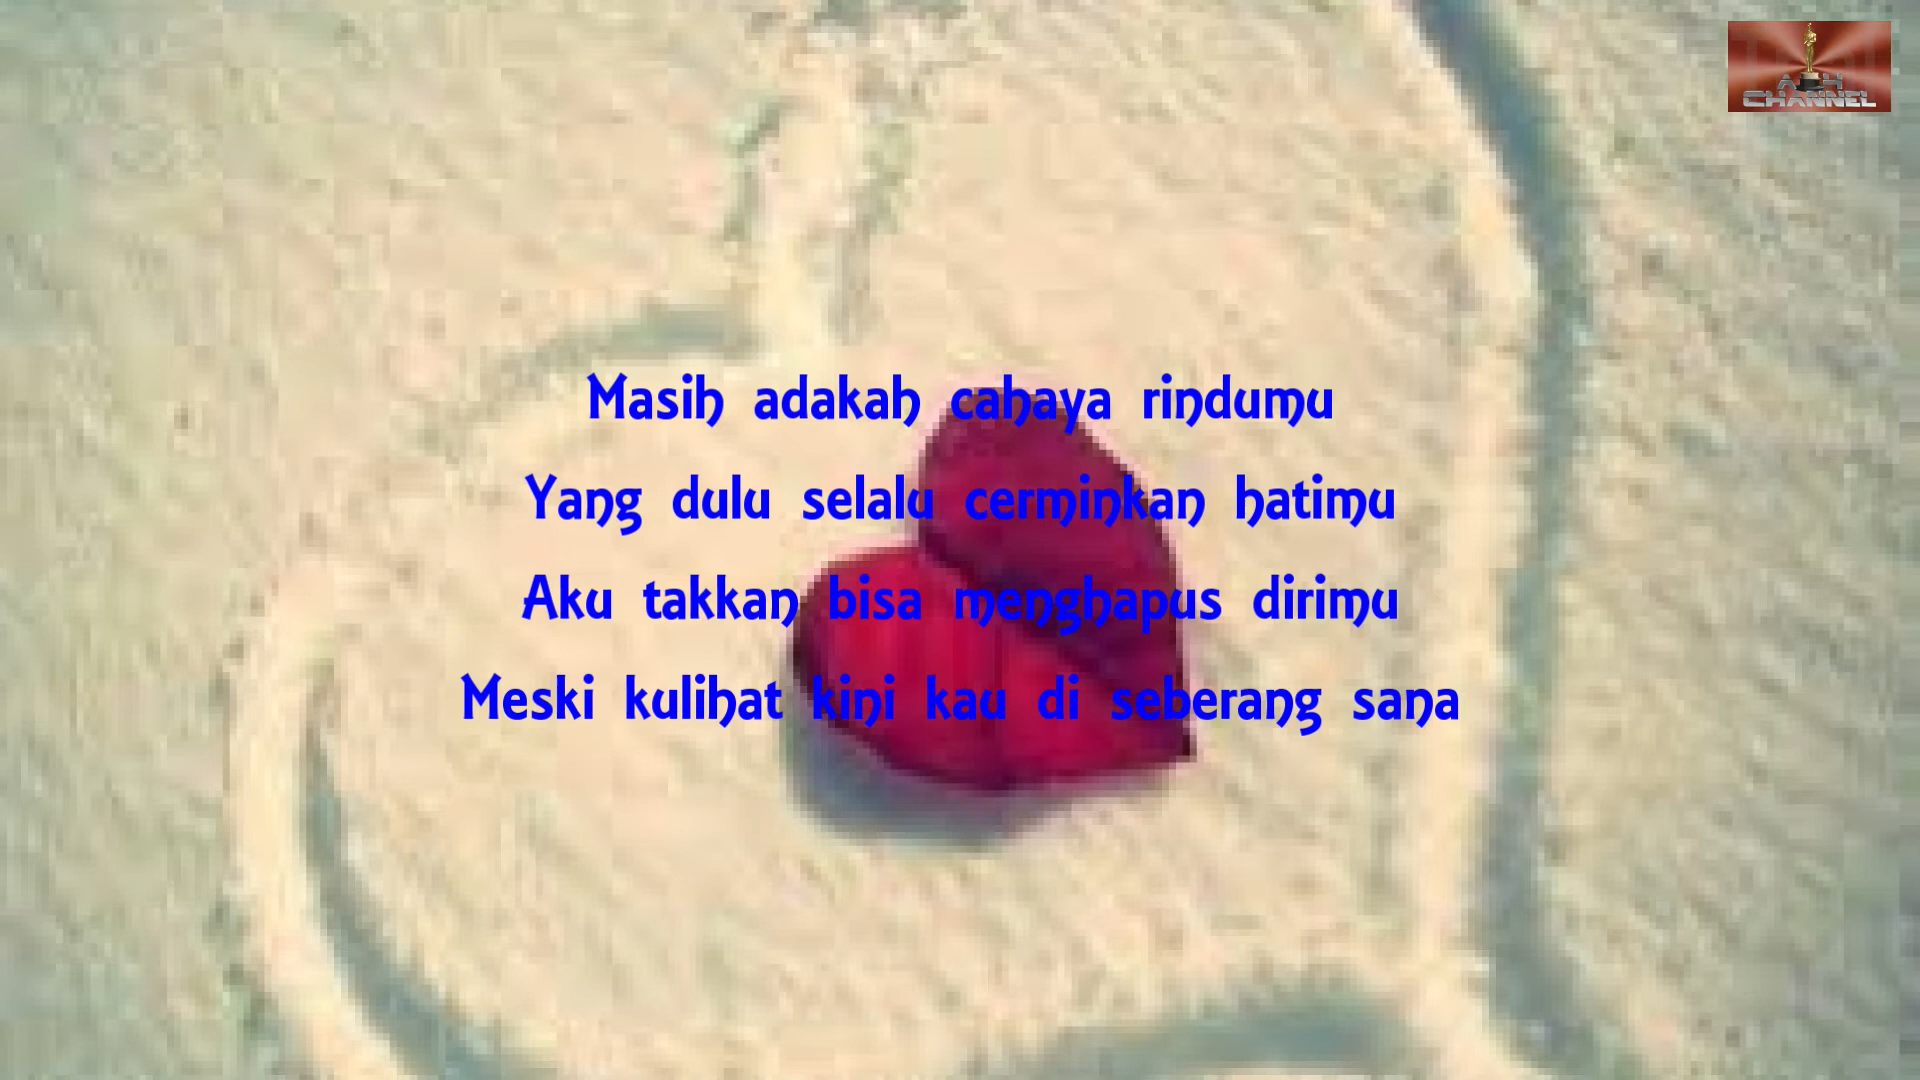 A H
CHANNEL
Masih adakah cahaya rindumu
Yang dulu selalu cerminkan hatimu
Aku takkan bisa menghapus dirimu
Meski kulihat kini kau di seberang sana